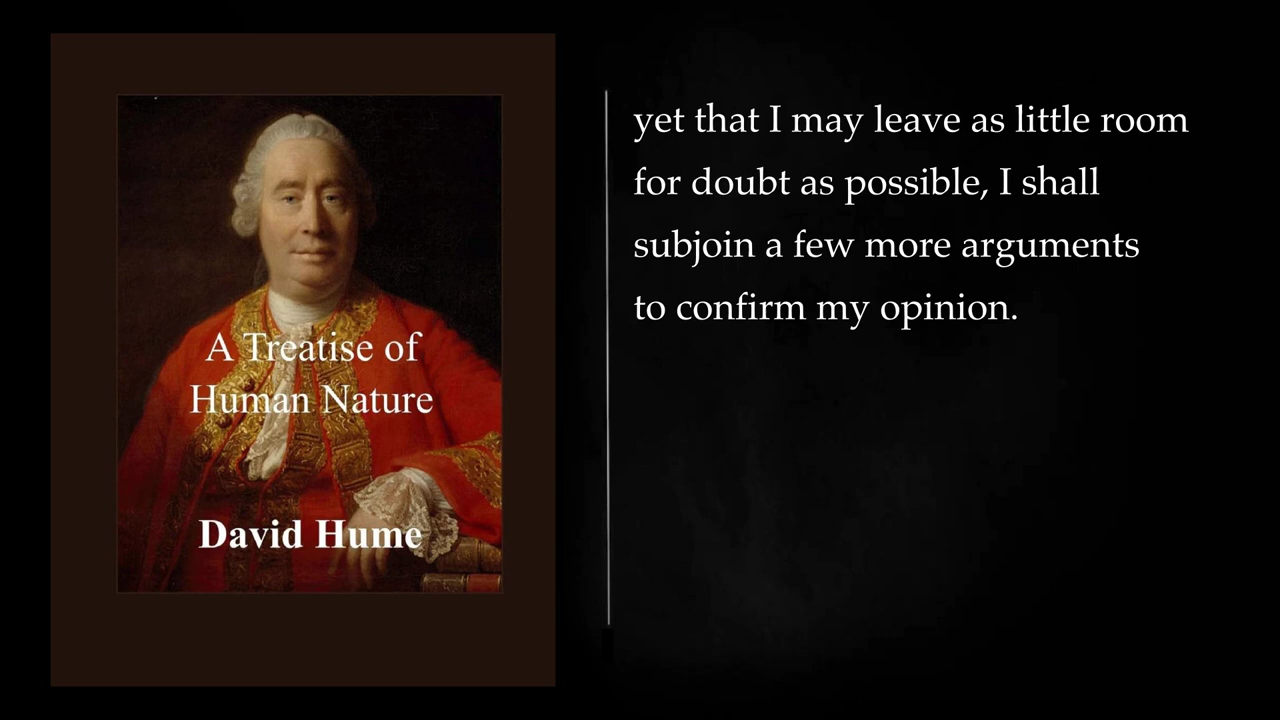 A Treatise of
Human Nature
David Hume
yet that I may leave as little room
for doubt as possible, I shall
subjoin a few more arguments
to confirm my opinion.